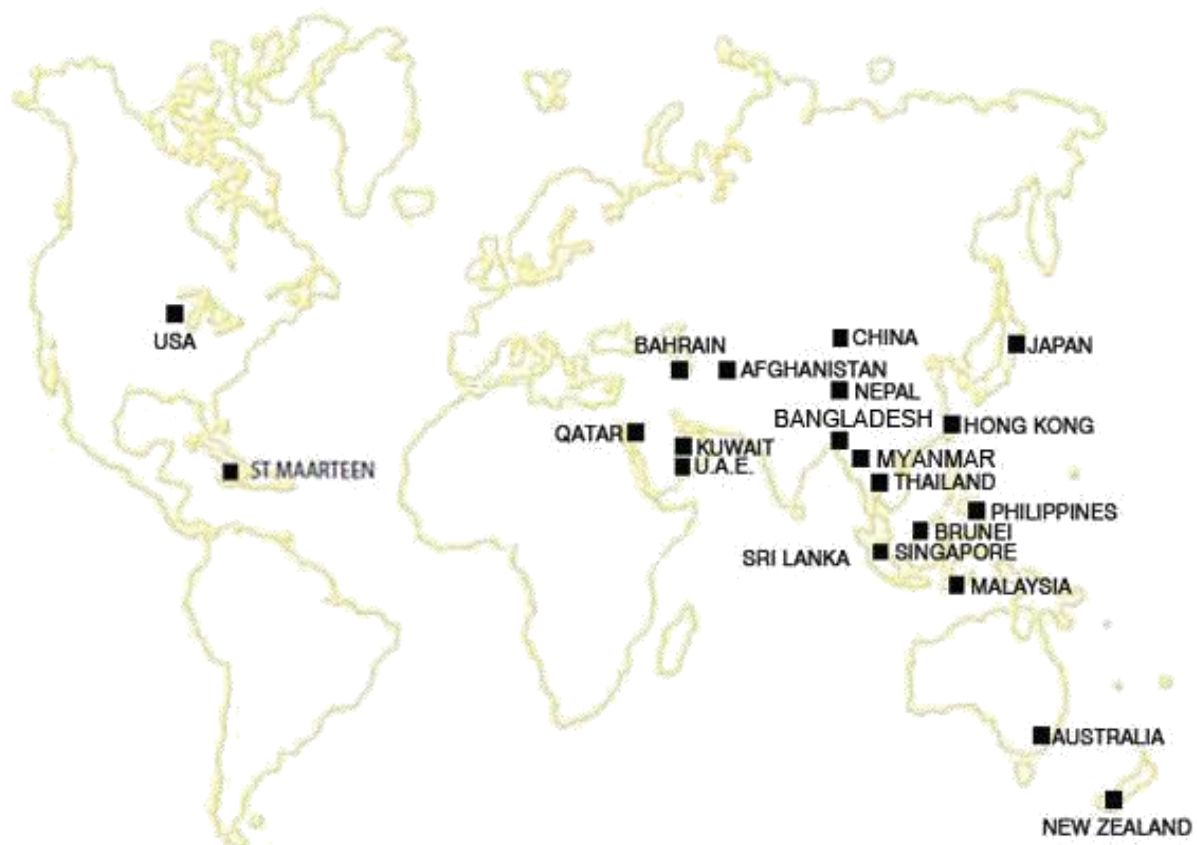 USA
ST MAARTEEN
BAHRAIN
CHINA
JAPAN
AFGHANISTAN
NEPAL
BANGLADESH
HONG KONG
QATAR
KUWAIT
MYANMAR
U.A.E.
THAILAND
PHILIPPINES
BRUNEI
SINGAPORE
SRI LANKA
MALAYSIA
AUSTRALIA
NEW ZEALAND